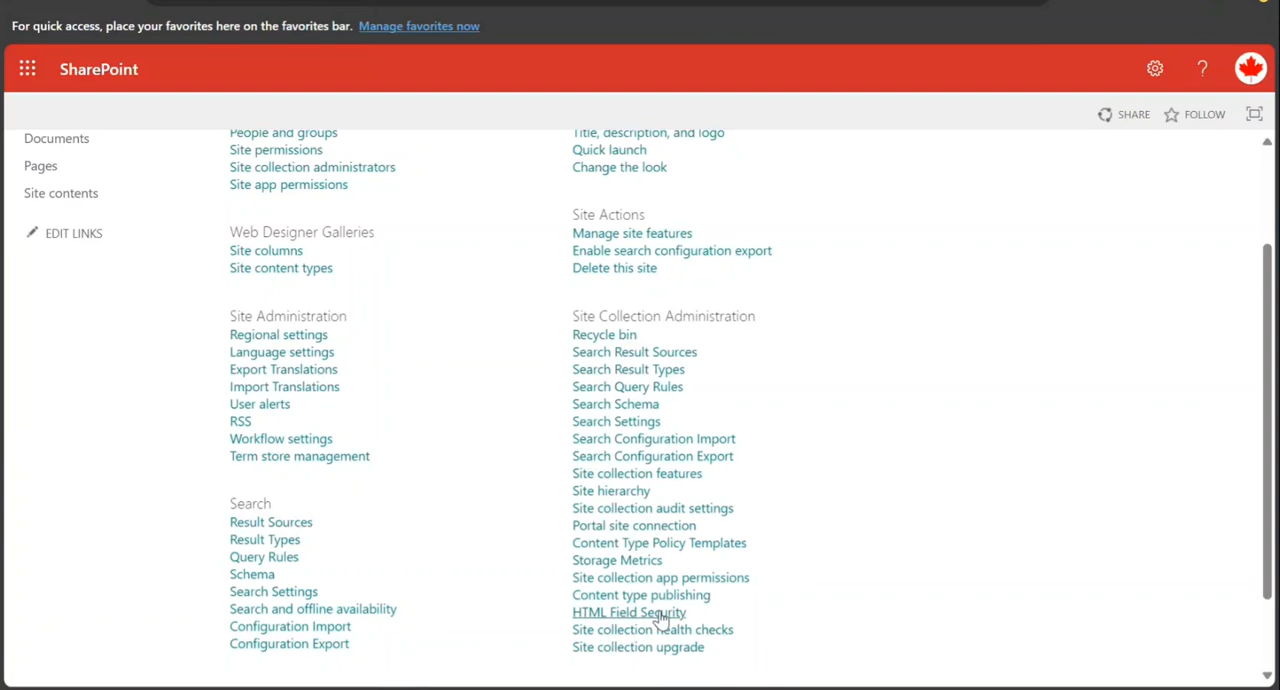 For quick access, place your favorites here on the favorites bar. Manage favorites now
SharePoint
SHARE
FOLLOW
Documents
Pages
Site contents
EDIT LINKS
People and groups
Site permissions
Site collection administrators
Site app permissions
Web Designer Galleries
Site columns
Site content types
Site Administration
Regional settings
Language settings
Export Translations
Import Translations
User alerts
RSS
Workflow settings
Term store management
Search
Result Sources
Result Types
Query Rules
Schema
Search Settings
Search and offline availability
Configuration Import
Configuration Export
Title, description, and logo
Quick launch
Change the look
Site Actions
Manage site features
Enable search configuration export
Delete this site
Site Collection Administration
Recycle bin
Search Result Sources
Search Result Types
Search Query Rules
Search Schema
Search Settings
Search Configuration Import
Search Configuration Export
Site collection features
Site hierarchy
Site collection audit settings
Portal site connection
Content Type Policy Templates
Storage Metrics
Site collection app permissions
Content type publishing
HTML Field Security
Site collection health checks
Site collection upgrade